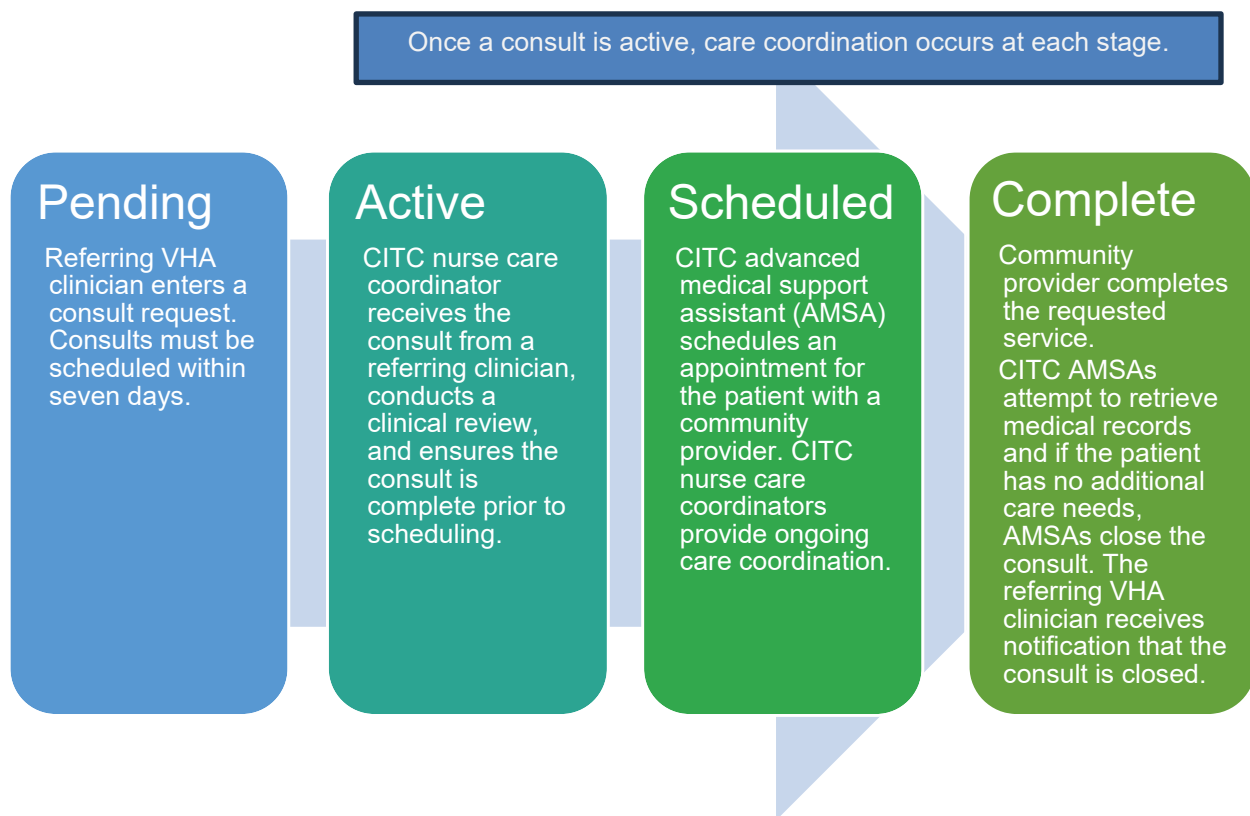 Once a consult is active, care coordination occurs at each stage.
Pending
Referring VHA
clinician enters a
consult request.
Consults must be
scheduled within
seven days.
Active
CITC nurse care
coordinator
receives the
consult from a
referring clinician,
conducts a
clinical review,
and ensures the
consult is
complete prior to
scheduling.
Scheduled
CITC advanced
medical support
assistant (AMSA)
schedules an
appointment for
the patient with a
community
provider. CITC
nurse care
coordinators
provide ongoing
care coordination.
Complete
Community
provider completes
the requested
service.
CITC AMSAs
attempt to retrieve
medical records
and if the patient
has no additional
care needs,
AMSAs close the
consult. The
referring VHA
clinician receives
notification that the
consult is closed.